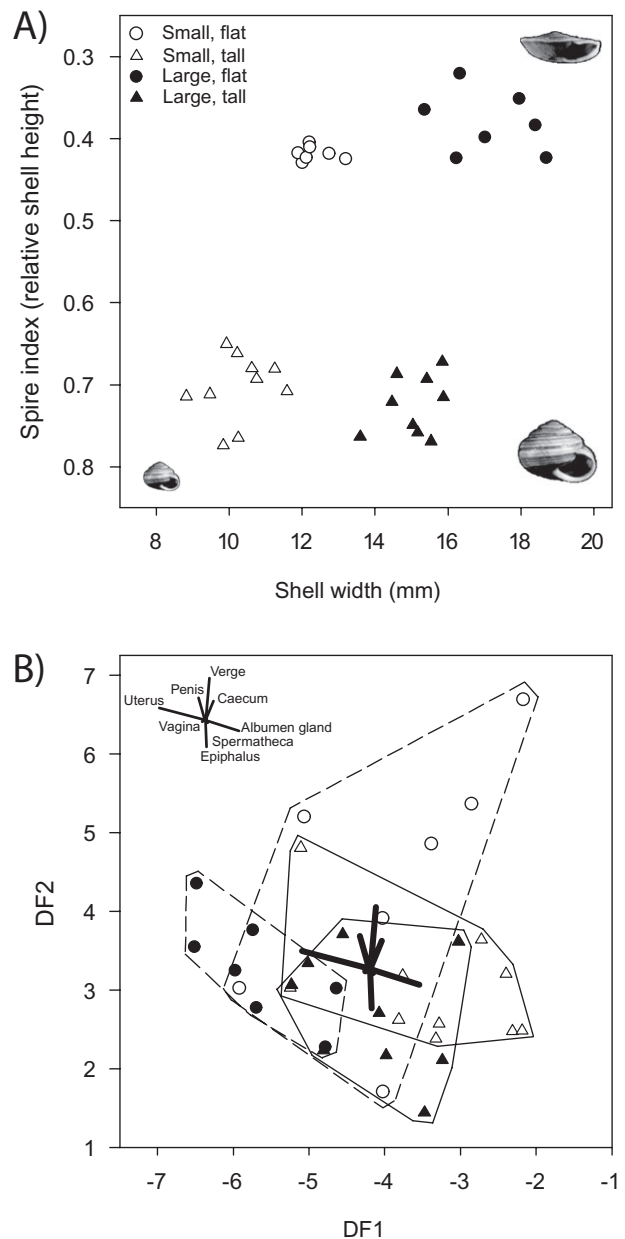 A)
Small, flat
Small, tall
Large, flat
Large, tall
0.3
0.4
0.5
0.6
0.7
0.8
Spire index (relative shell height)
8 10 12 14 16 18 20
Shell width (mm)
B)
Verge
Penis
Caecum
Uterus
Vagina
Albumen gland
Spermatheca
Epiphalus
7
6
5
4
3
2
1
DF2
-7 -6 -5 -4 -3 -2 -1
DF1